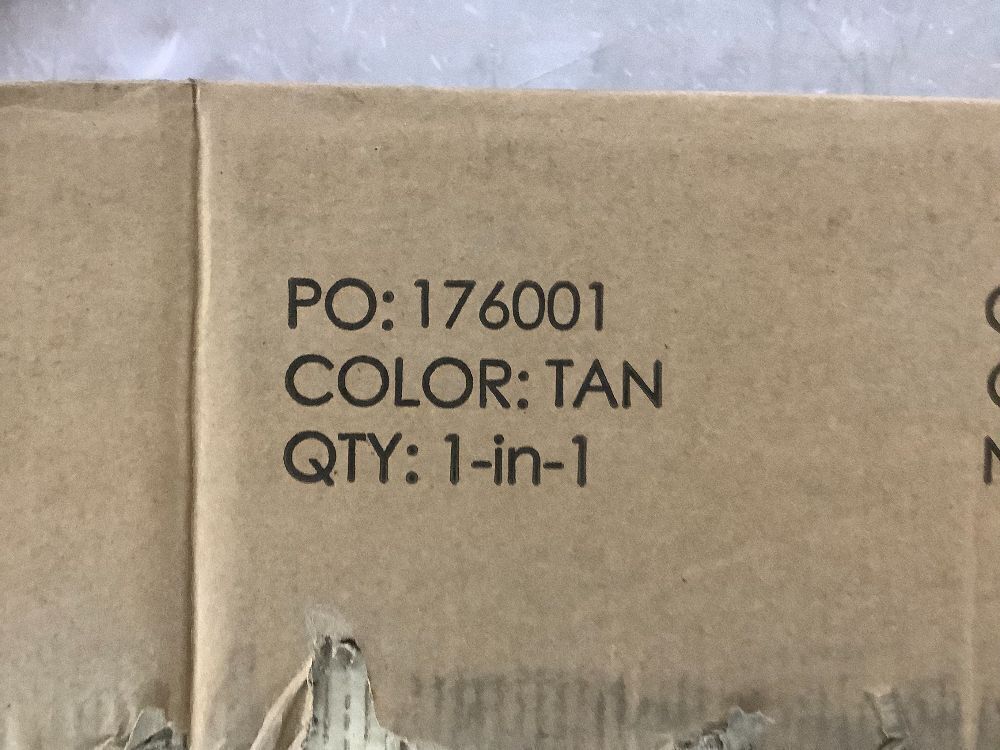 PO: 176001
COLOR: TAN
QTY: 1-in-1